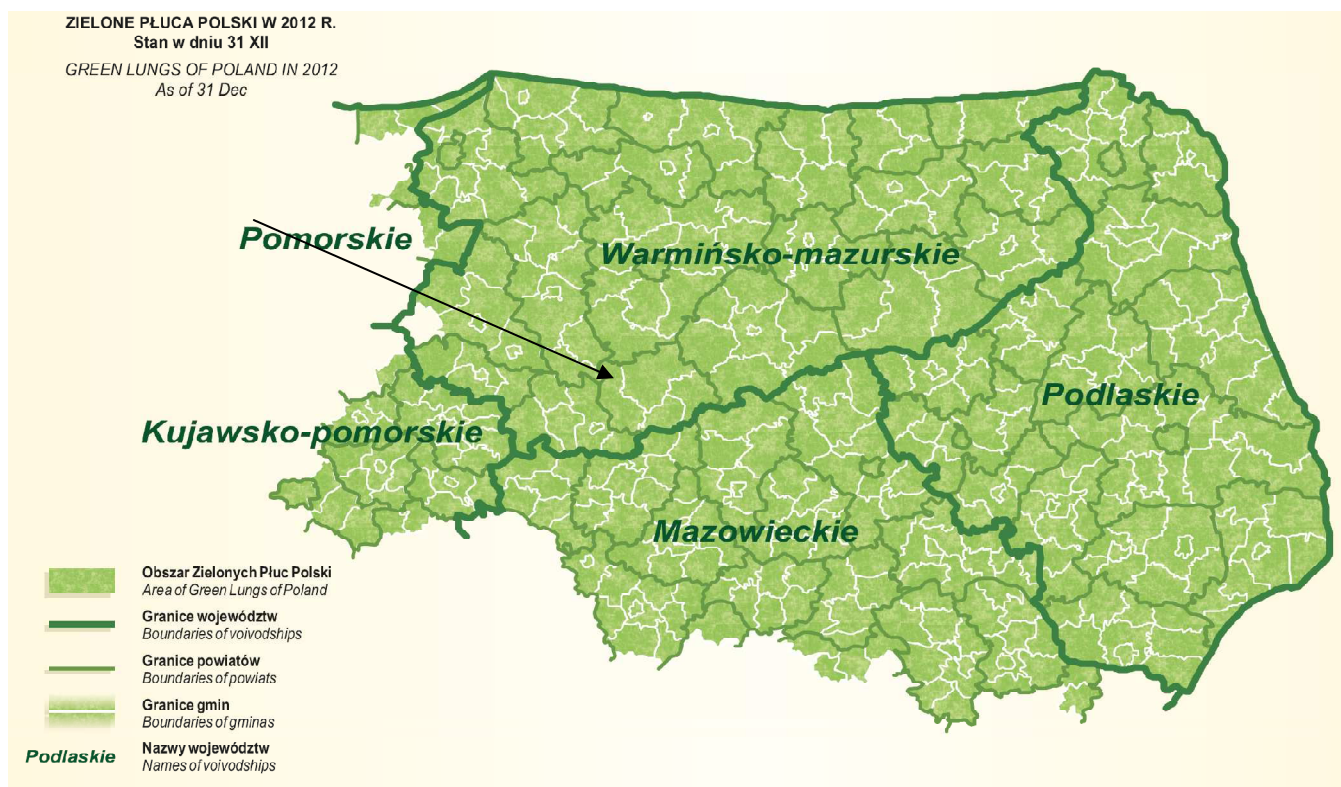 ZIELONE PŁUCA POLSKI W 2012 R.
Stan w dniu 31 XII
GREEN LUNGS OF POLAND IN 2012
As of 31 Dec
Pomorskie
Warmińsko-mazurskie
Podlaskie
Kujawsko-pomorskie
Mazowieckie
Obszar Zielonych Płuc Polski
Area of Green Lungs of Poland
Granice województw
Boundaries of voivodships
Granice powiatów
Boundaries of powiats
Granice gmin
Boundaries of gminas
Podlaskie
Nazwy województw
Names of voivodships